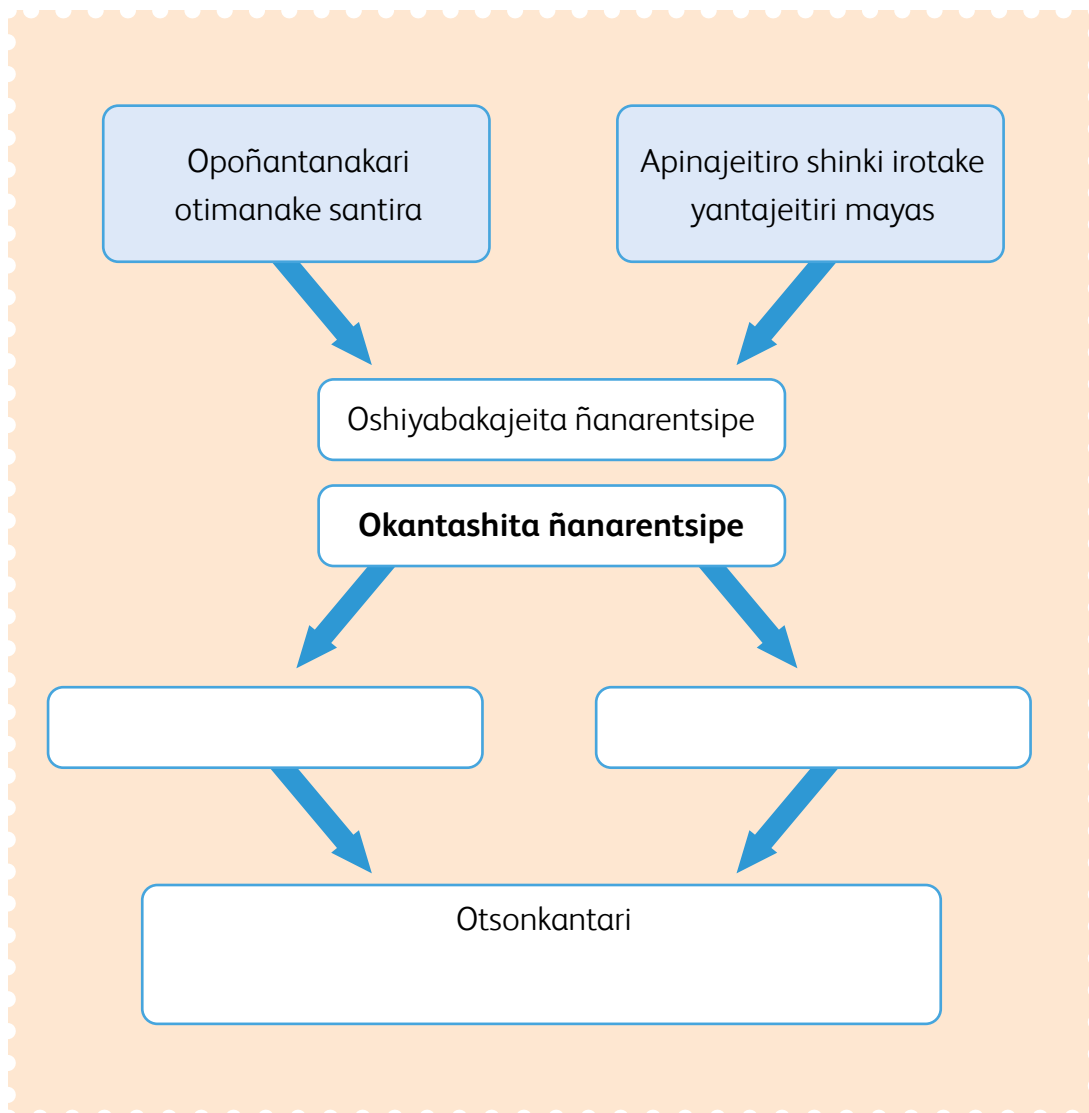 Opoñantanakari
otimanake santira
Apinajeitiro shinki irotake
yantajeitiri mayas
Oshiyabakajeita ñanarentsipe
Okantashita ñanarentsipe
Otsonkantari